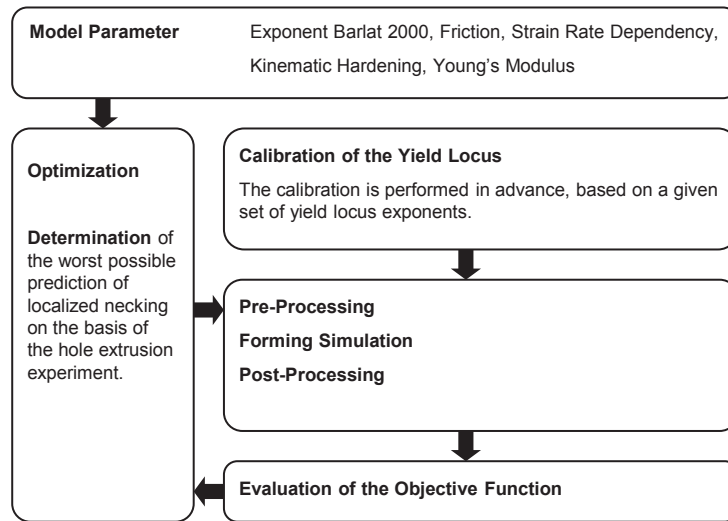 Model Parameter Exponent Barlat 2000, Friction, Strain Rate Dependency,
Kinematic Hardening, Young's Modulus
Optimization
Determination of
the worst possible
prediction of
localized necking
on the basis of
the hole extrusion
experiment.
Calibration of the Yield Locus
The calibration is performed in advance, based on a given
set of yield locus exponents.
Pre-Processing
Forming Simulation
Post-Processing
Evaluation of the Objective Function